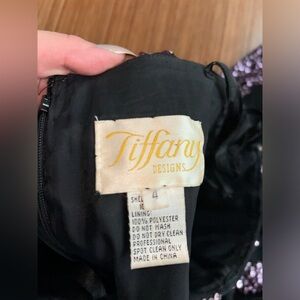 Tiffany
DESIGNS
4
SHEL
LINING:
100% POLYESTER
DO NOT WASH
DO NOT DRY CLEAN
PROFESSIONAL
SPOT CLEAN ONLY
MADE IN CHINA